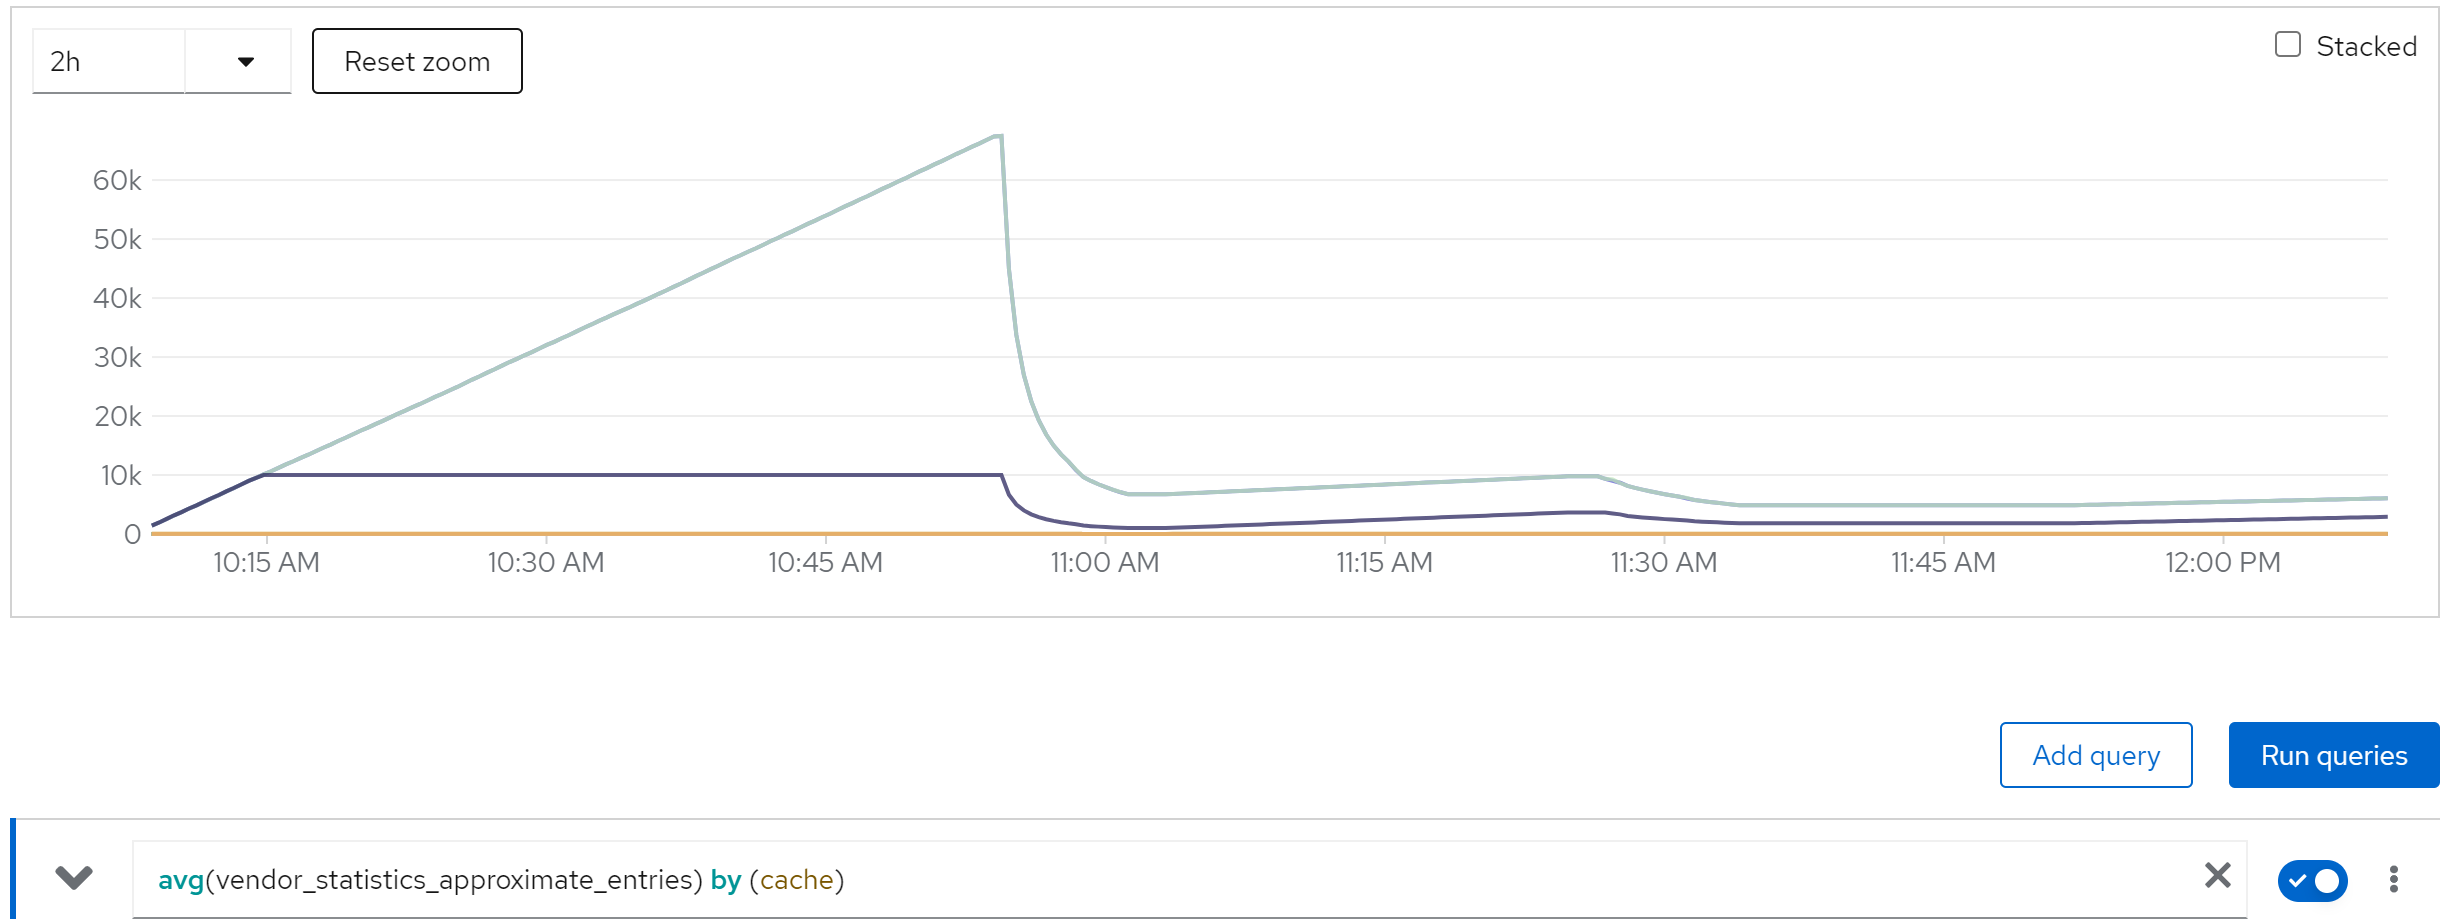 2h
Reset zoom
Stacked
60k
50k
40k
30k
20k
10k
0
10:15 AM 10:30 AM 10:45 AM 11:00 AM 11:15 AM 11:30 AM 11:45 AM 12:00 PM
Add query
Run queries
avg(vendor_statistics_approximate_entries) by (cache)